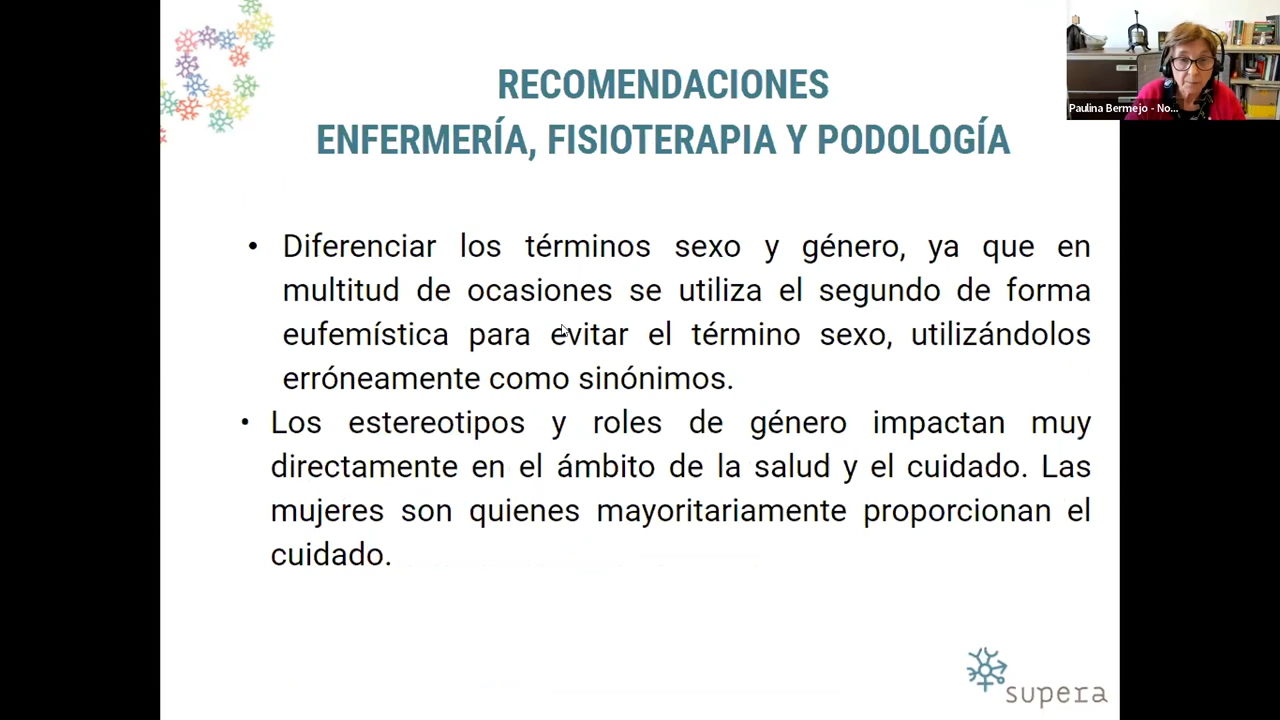 Paulina Bermejo - No...
RECOMENDACIONES
ENFERMERÍA, FISIOTERAPIA Y PODOLOGÍA
• Diferenciar los términos sexo y género, ya que en
multitud de ocasiones se utiliza el segundo de forma
eufemística para evitar el término sexo, utilizándolos
erróneamente como sinónimos.
• Los estereotipos y roles de género impactan muy
directamente en el ámbito de la salud y el cuidado. Las
mujeres son quienes mayoritariamente proporcionan el
cuidado.
supera